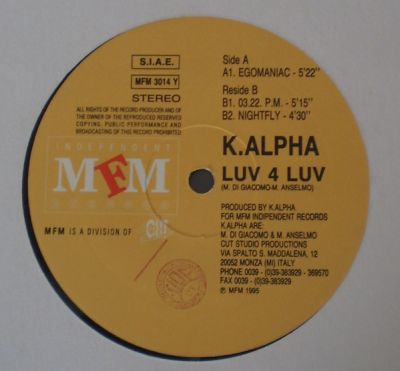 S.I.A.E.
MFM 3014 Y
STEREO
ALL RIGHTS OF THE RECORD PRODUCER AND OF
THE OWNER OF THE REPRODUCED RESERVED
COPYING. PUBLIC PERFORMANCE AND
BROADCASTING OF THIS RECORD PROHIBITED
Side A
A1. EGOMANIAC - 5'22"
Reside B
B1. 03.22. P.M. - 5'15"
B2. NIGHTFLY - 4'30"
INDEPENDENT
MFM
RECORDS
MFM IS A DIVISION OF
K.ALPHA
LUV 4 LUV
(M. DI GIACOMO-M. ANSELMO)
PRODUCED BY K.ALPHA
FOR MFM INDIPENDENT RECORDS
K.ALPHA ARE:
M. DI GIACOMO & M. ANSELMO
CUT STUDIO PRODUCTIONS
VIA SPALTO S. MADDALENA, 12
20052 MONZA (MI) ITALY
PHONE 0039 - (0)39-383929 - 369570
FAX 0039 - (0)39-383929
℗ MFM 1995